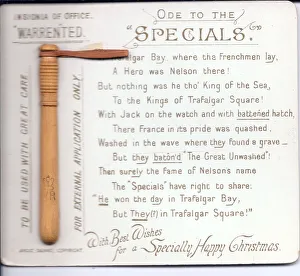 INSIGNIA OF OFFICE.
"WARRENTED.
TO BE USED WITH GREAT CARE
FOR EXTERNAL APPLICATION ONLY.
ODE TO THE
"SPECIALS."
Trafalgar Bay, where the frenchmen lay,
A Hero was Nelson there!
But nothing was he tho' King of the Sea,
To the Kings of Trafalgar Square!
With Jack on the watch and with battened hatch,
There France in its pride was quashed.
Washed in the wave where they found a grave—
But they baton'd "The Great Unwashed"!
Then surely the fame of Nelsons name
The "Specials" have right to share:
"He won the day in Trafalgar Bay,
But They(!) in Trafalgar Square!"
With Best Wishes
for a Specially Happy Christmas.
COPYRIGHT